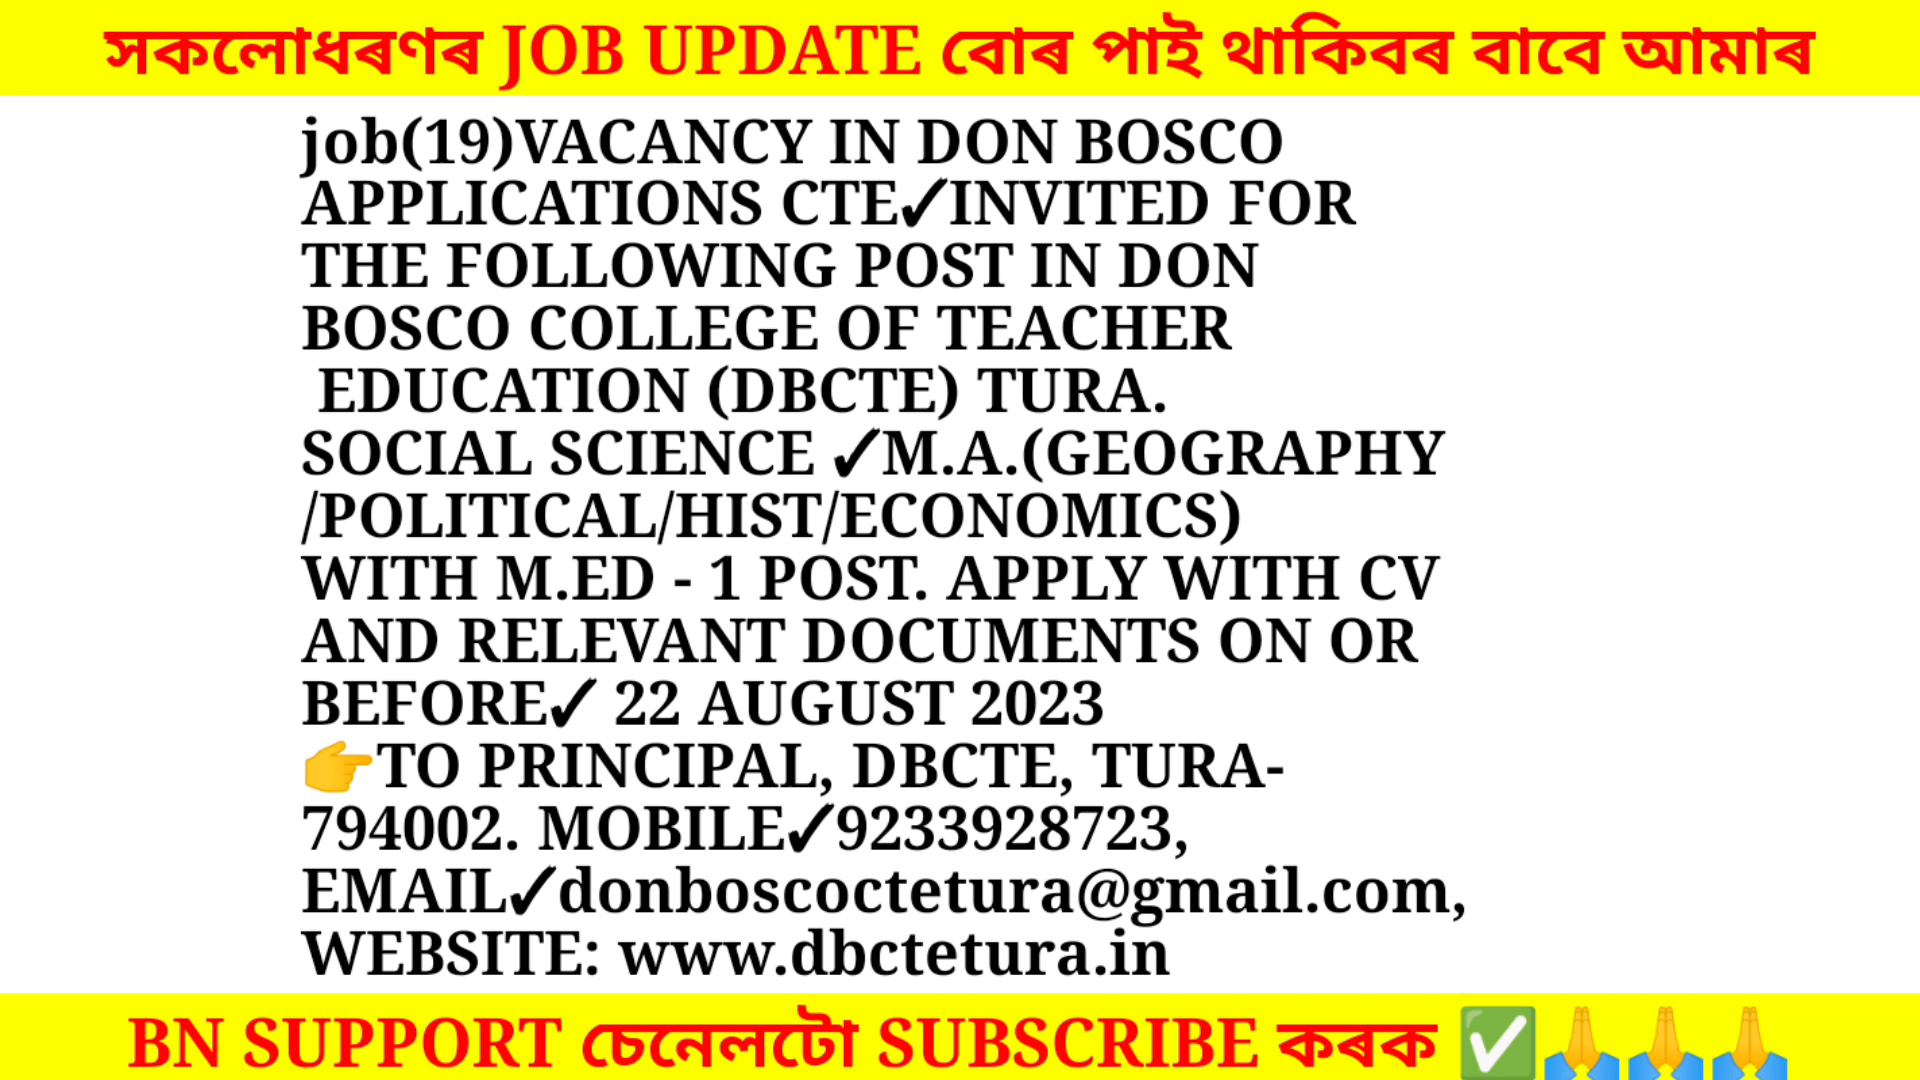 সকলোধৰণৰ JOB UPDATE বোৰ পাই থাকিবৰ বাবে আমাৰ
job(19)VACANCY IN DON BOSCO
APPLICATIONS CTE✓INVITED FOR
THE FOLLOWING POST IN DON
BOSCO COLLEGE OF TEACHER
EDUCATION (DBCTE) TURA.
SOCIAL SCIENCE ✓M.A.(GEOGRAPHY
/POLITICAL/HIST/ECONOMICS)
WITH M.ED - 1 POST. APPLY WITH CV
AND RELEVANT DOCUMENTS ON OR
BEFORE✓ 22 AUGUST 2023
👉TO PRINCIPAL, DBCTE, TURA-
794002. MOBILE✓9233928723,
EMAIL✓donboscoctetura@gmail.com,
WEBSITE: www.dbctetura.in
BN SUPPORT চেনেলটো SUBSCRIBE কৰক ✅🙏🙏🙏